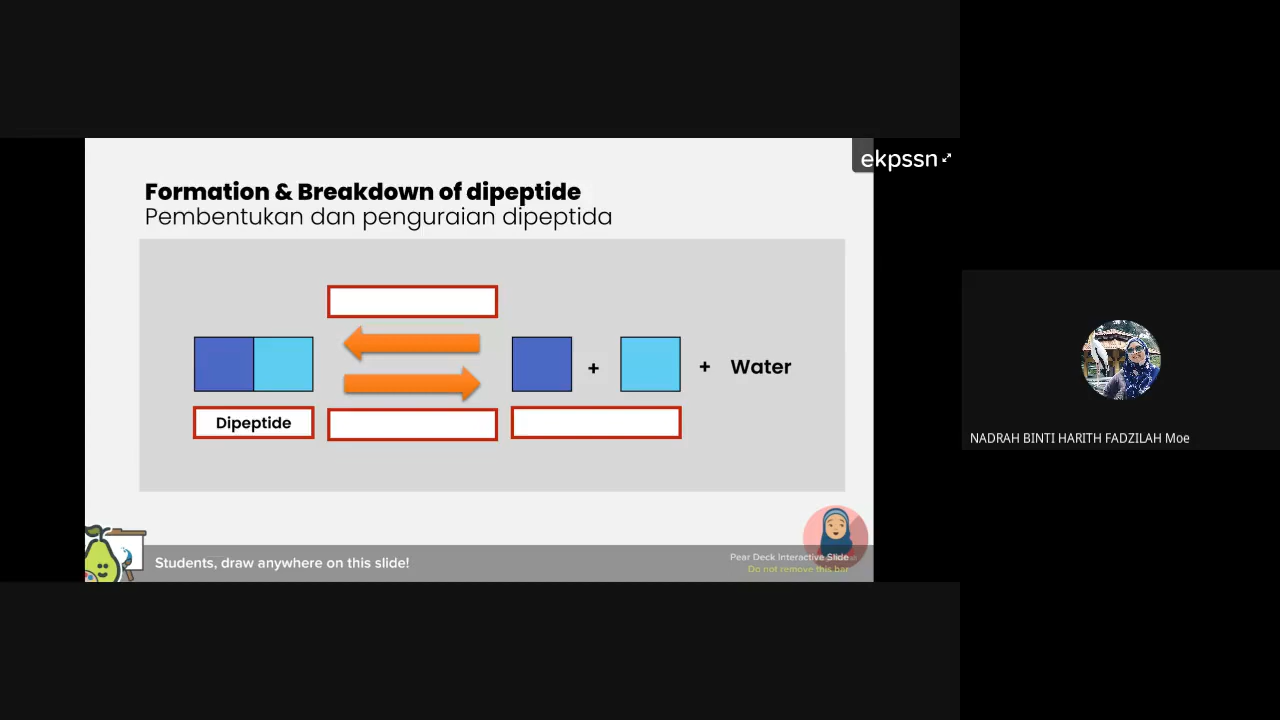 ekpssn
Formation & Breakdown of dipeptide
Pembentukan dan penguraian dipeptida
+
+ Water
Dipeptide
Students, draw anywhere on this slide!
Pear Deck Interactive Slide
Do not remove this bar
NADRAH BINTI HARITH FADZILAH Moe